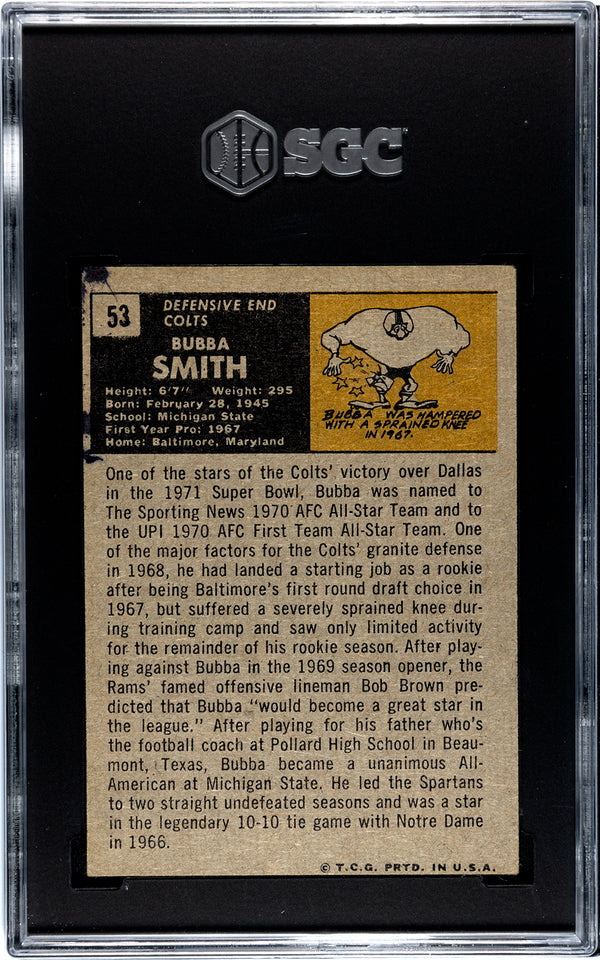 SGC
53
DEFENSIVE END
COLTS
BUBBA
SMITH
Height: 6'7" Weight: 295
Born: February 28, 1945
School: Michigan State
First Year Pro: 1967
Home: Baltimore, Maryland
BUBBA WAS HAMPERED
WITH A SPRAINED KNEE
IN 1967.
One of the stars of the Colts' victory over Dallas
in the 1971 Super Bowl, Bubba was named to
The Sporting News 1970 AFC All-Star Team and to
the UPI 1970 AFC First Team All-Star Team. One
of the major factors for the Colts' granite defense
in 1968, he had landed a starting job as a rookie
after being Baltimore's first round draft choice in
1967, but suffered a severely sprained knee dur-
ing training camp and saw only limited activity
for the remainder of his rookie season. After play-
ing against Bubba in the 1969 season opener, the
Rams' famed offensive lineman Bob Brown pre-
dicted that Bubba "would become a great star in
the league." After playing for his father who's
the football coach at Pollard High School in Beau-
mont, Texas, Bubba became a unanimous All-
American at Michigan State. He led the Spartans
to two straight undefeated seasons and was a star
in the legendary 10-10 tie game with Notre Dame
in 1966.
© T.C.G. PRTD. IN U.S.A.